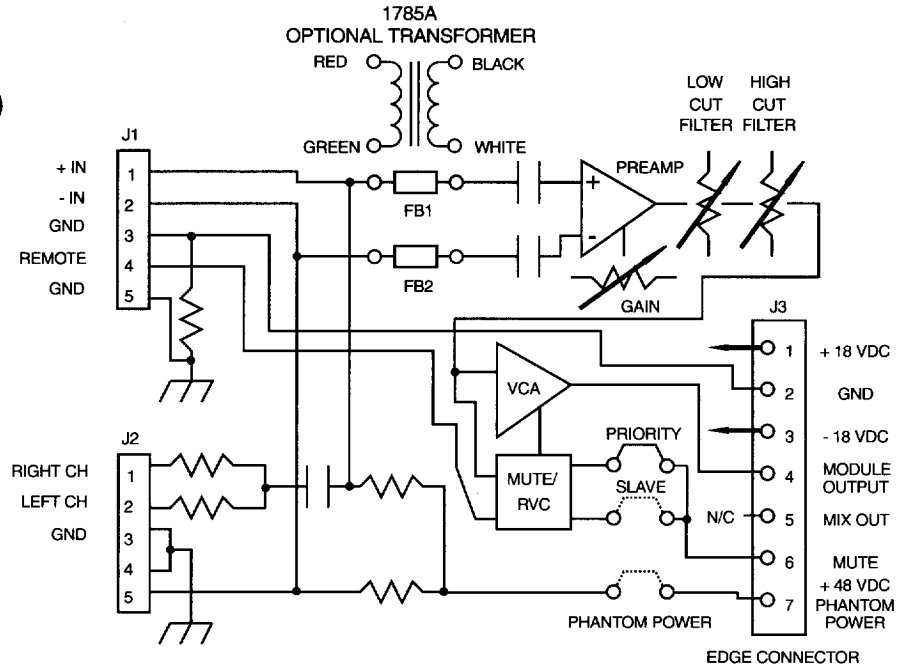 1785A
OPTIONAL TRANSFORMER
RED
BLACK
GREEN
WHITE
LOW
CUT
FILTER
HIGH
CUT
FILTER
J1
+ IN
1
- IN
2
GND
3
REMOTE
4
GND
5
FB1
FB2
PREAMP
+
-
GAIN
J3
1
+ 18 VDC
2
GND
3
- 18 VDC
4
MODULE
OUTPUT
N/C
5
MIX OUT
6
MUTE
7
+ 48 VDC
PHANTOM
POWER
EDGE CONNECTOR
VCA
MUTE/
RVC
PRIORITY
SLAVE
PHANTOM POWER
J2
RIGHT CH
1
LEFT CH
2
GND
3
4
5